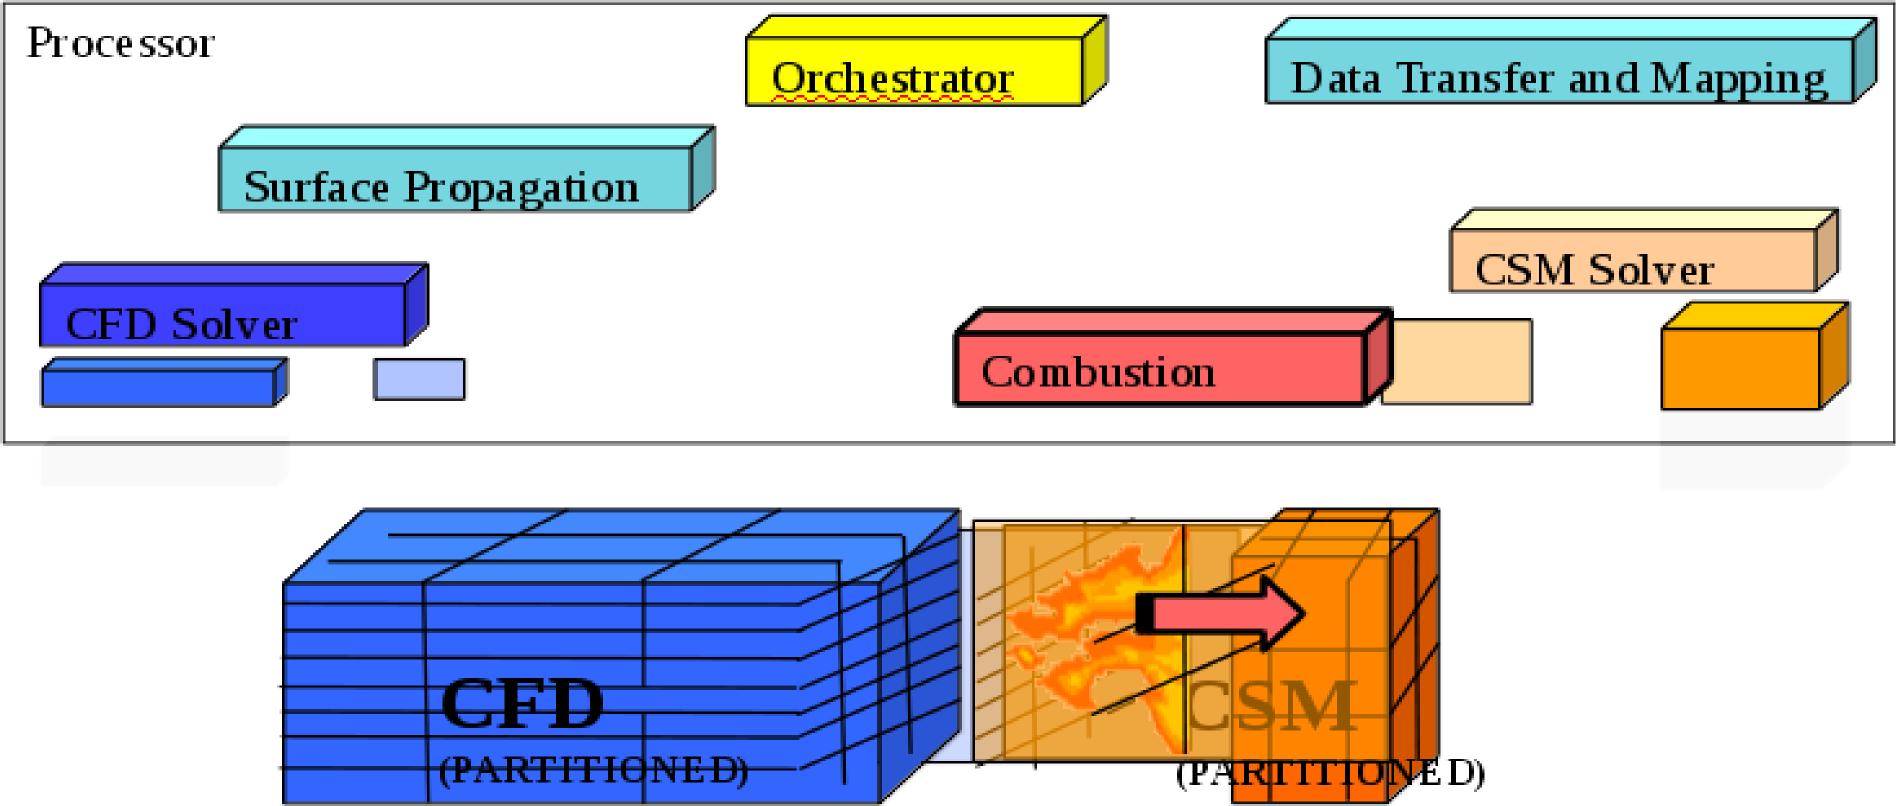 Processor
Orchestrator
Data Transfer and Mapping
Surface Propagation
CSM Solver
CFD Solver
Combustion
CFD
(PARTITIONED)
CSM
(PARTITIONED)